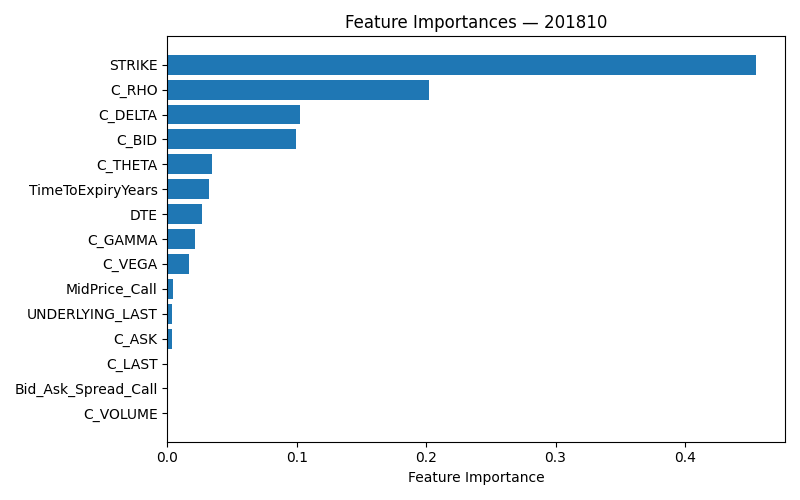 Feature Importances — 201810
STRIKE
C_RHO
C_DELTA
C_BID
C_THETA
TimeToExpiryYears
DTE
C_GAMMA
C_VEGA
MidPrice_Call
UNDERLYING_LAST
C_ASK
C_LAST
Bid_Ask_Spread_Call
C_VOLUME
0.0 0.1 0.2 0.3 0.4
Feature Importance